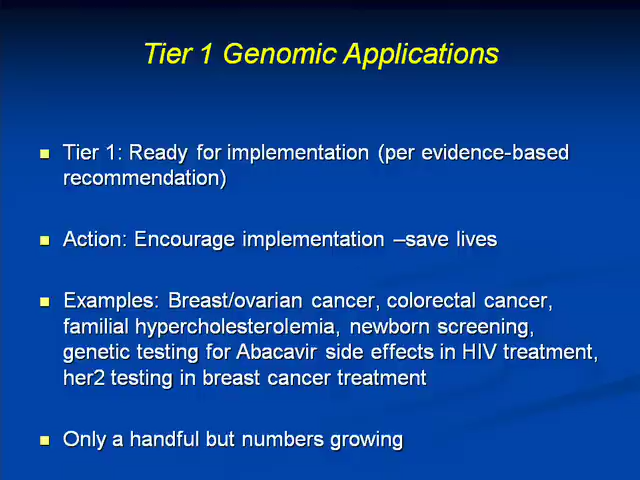 Tier 1 Genomic Applications
Tier 1: Ready for implementation (per evidence-based
recommendation)
Action: Encourage implementation –save lives
Examples: Breast/ovarian cancer, colorectal cancer,
familial hypercholesterolemia, newborn screening,
genetic testing for Abacavir side effects in HIV treatment,
her2 testing in breast cancer treatment
Only a handful but numbers growing